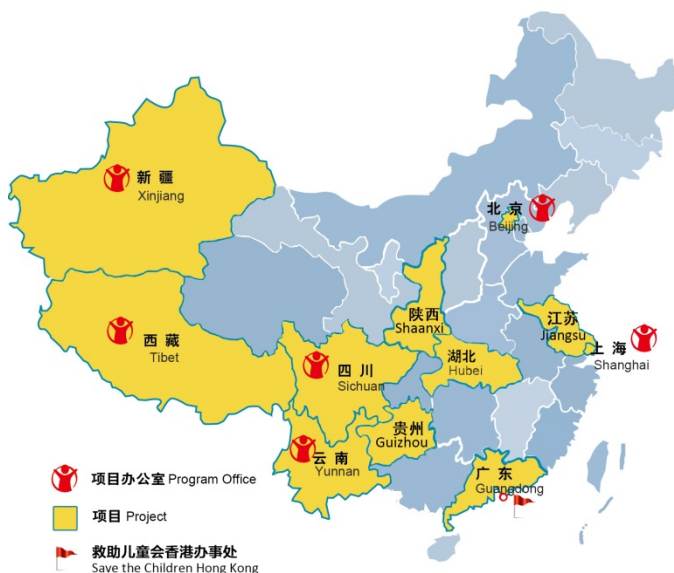 新疆
Xinjiang
北京
Beijing
西藏
Tibet
陕西
Shaanxi
江苏
Jiangsu
上海
Shanghai
四川
Sichuan
湖北
Hubei
贵州
Guizhou
云南
Yunnan
广东
Guangdong
项目办公室 Program Office
项目 Project
救助儿童会香港办事处
Save the Children Hong Kong